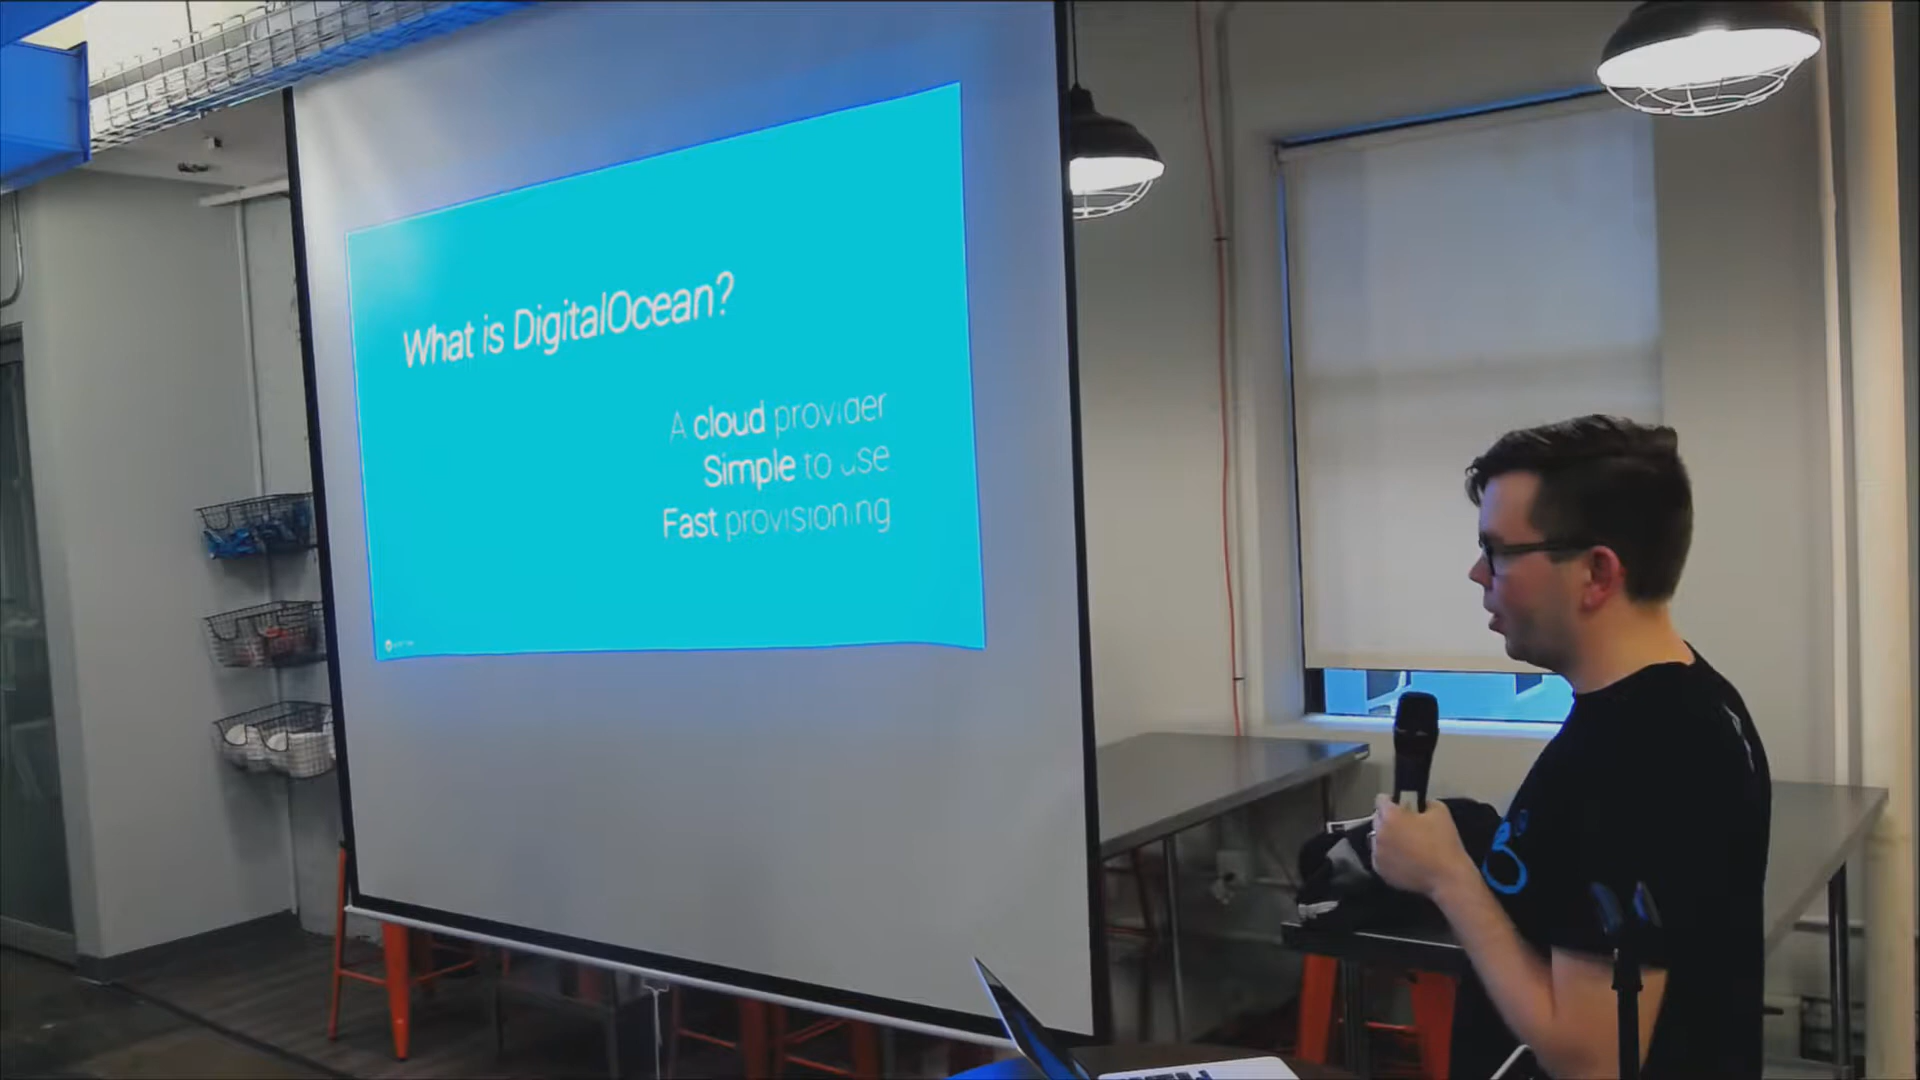 What is DigitalOcean?
A cloud provider
Simple to use
Fast provisioning